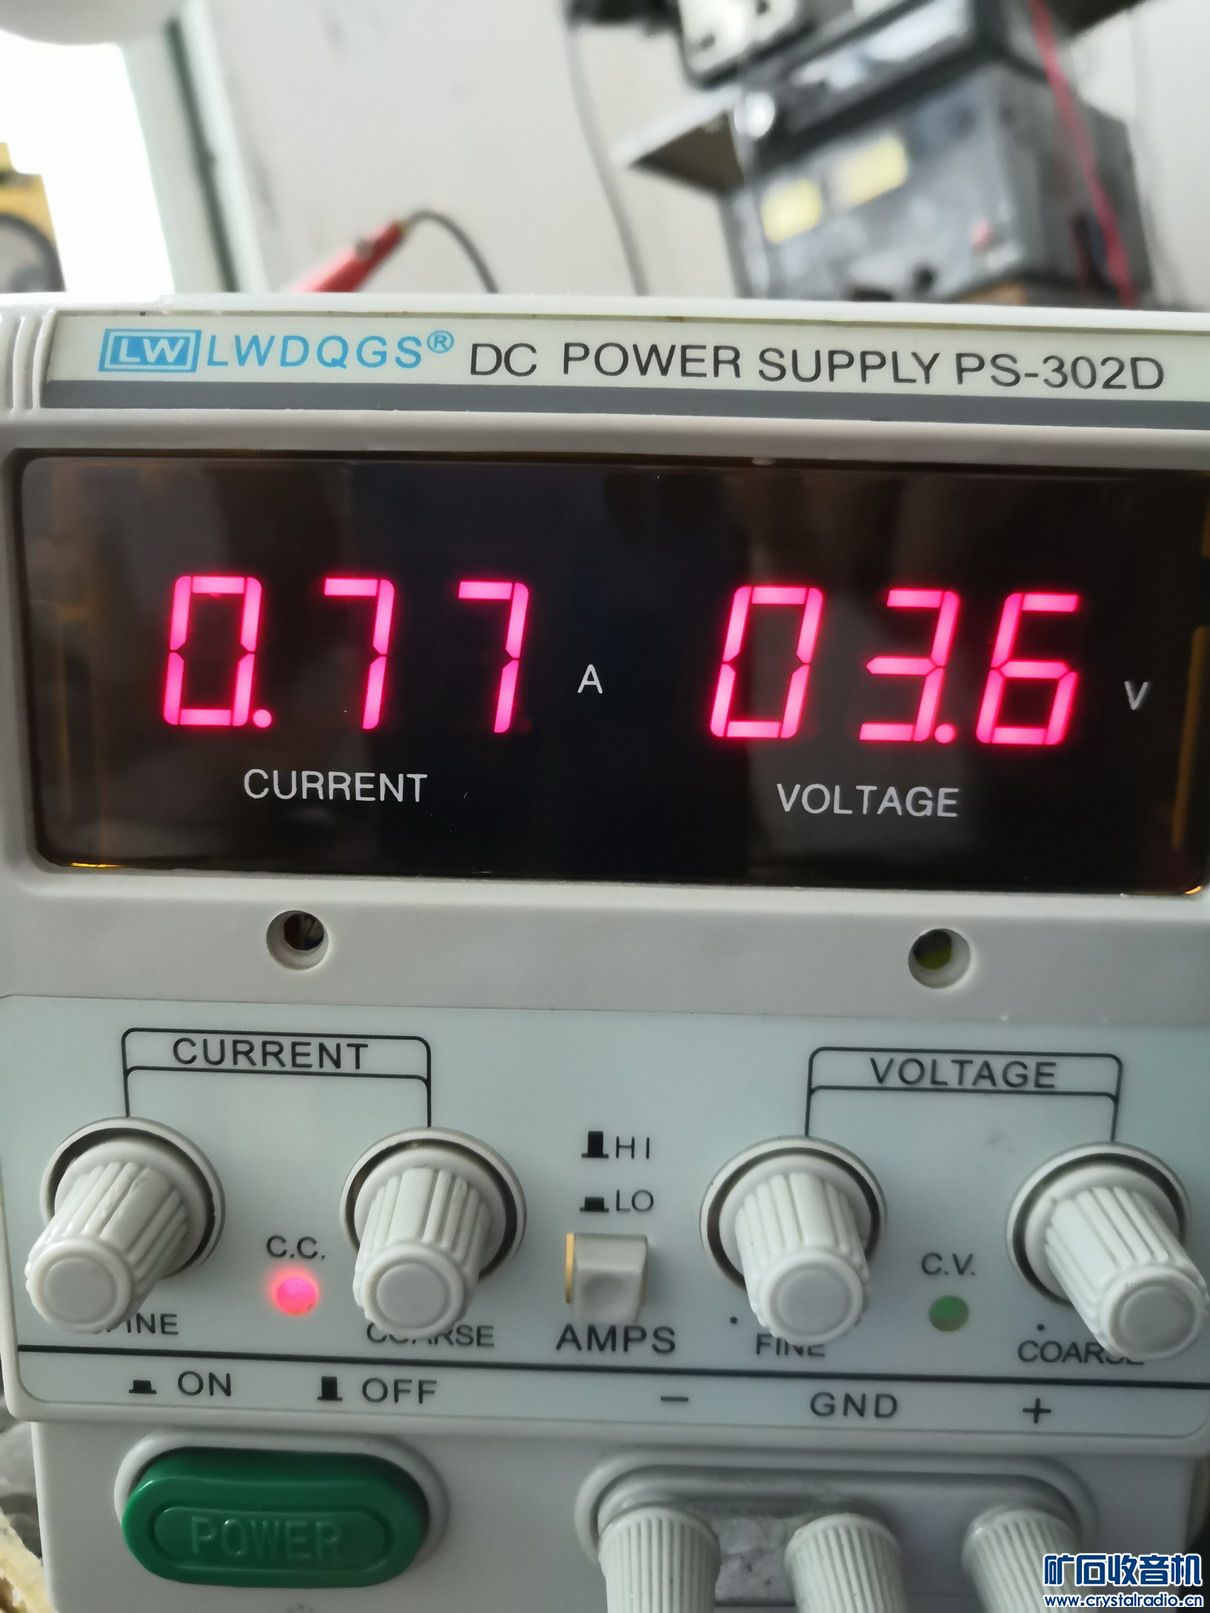 LW LWDQGS® DC POWER SUPPLY PS-302D
0.77 A 03.6 V
CURRENT VOLTAGE
CURRENT VOLTAGE
HI
LO
C.C. C.V.
FINE COARSE AMPS FINE COARSE
ON OFF - GND +
POWER
矿石收音机
www.crystalradio.cn